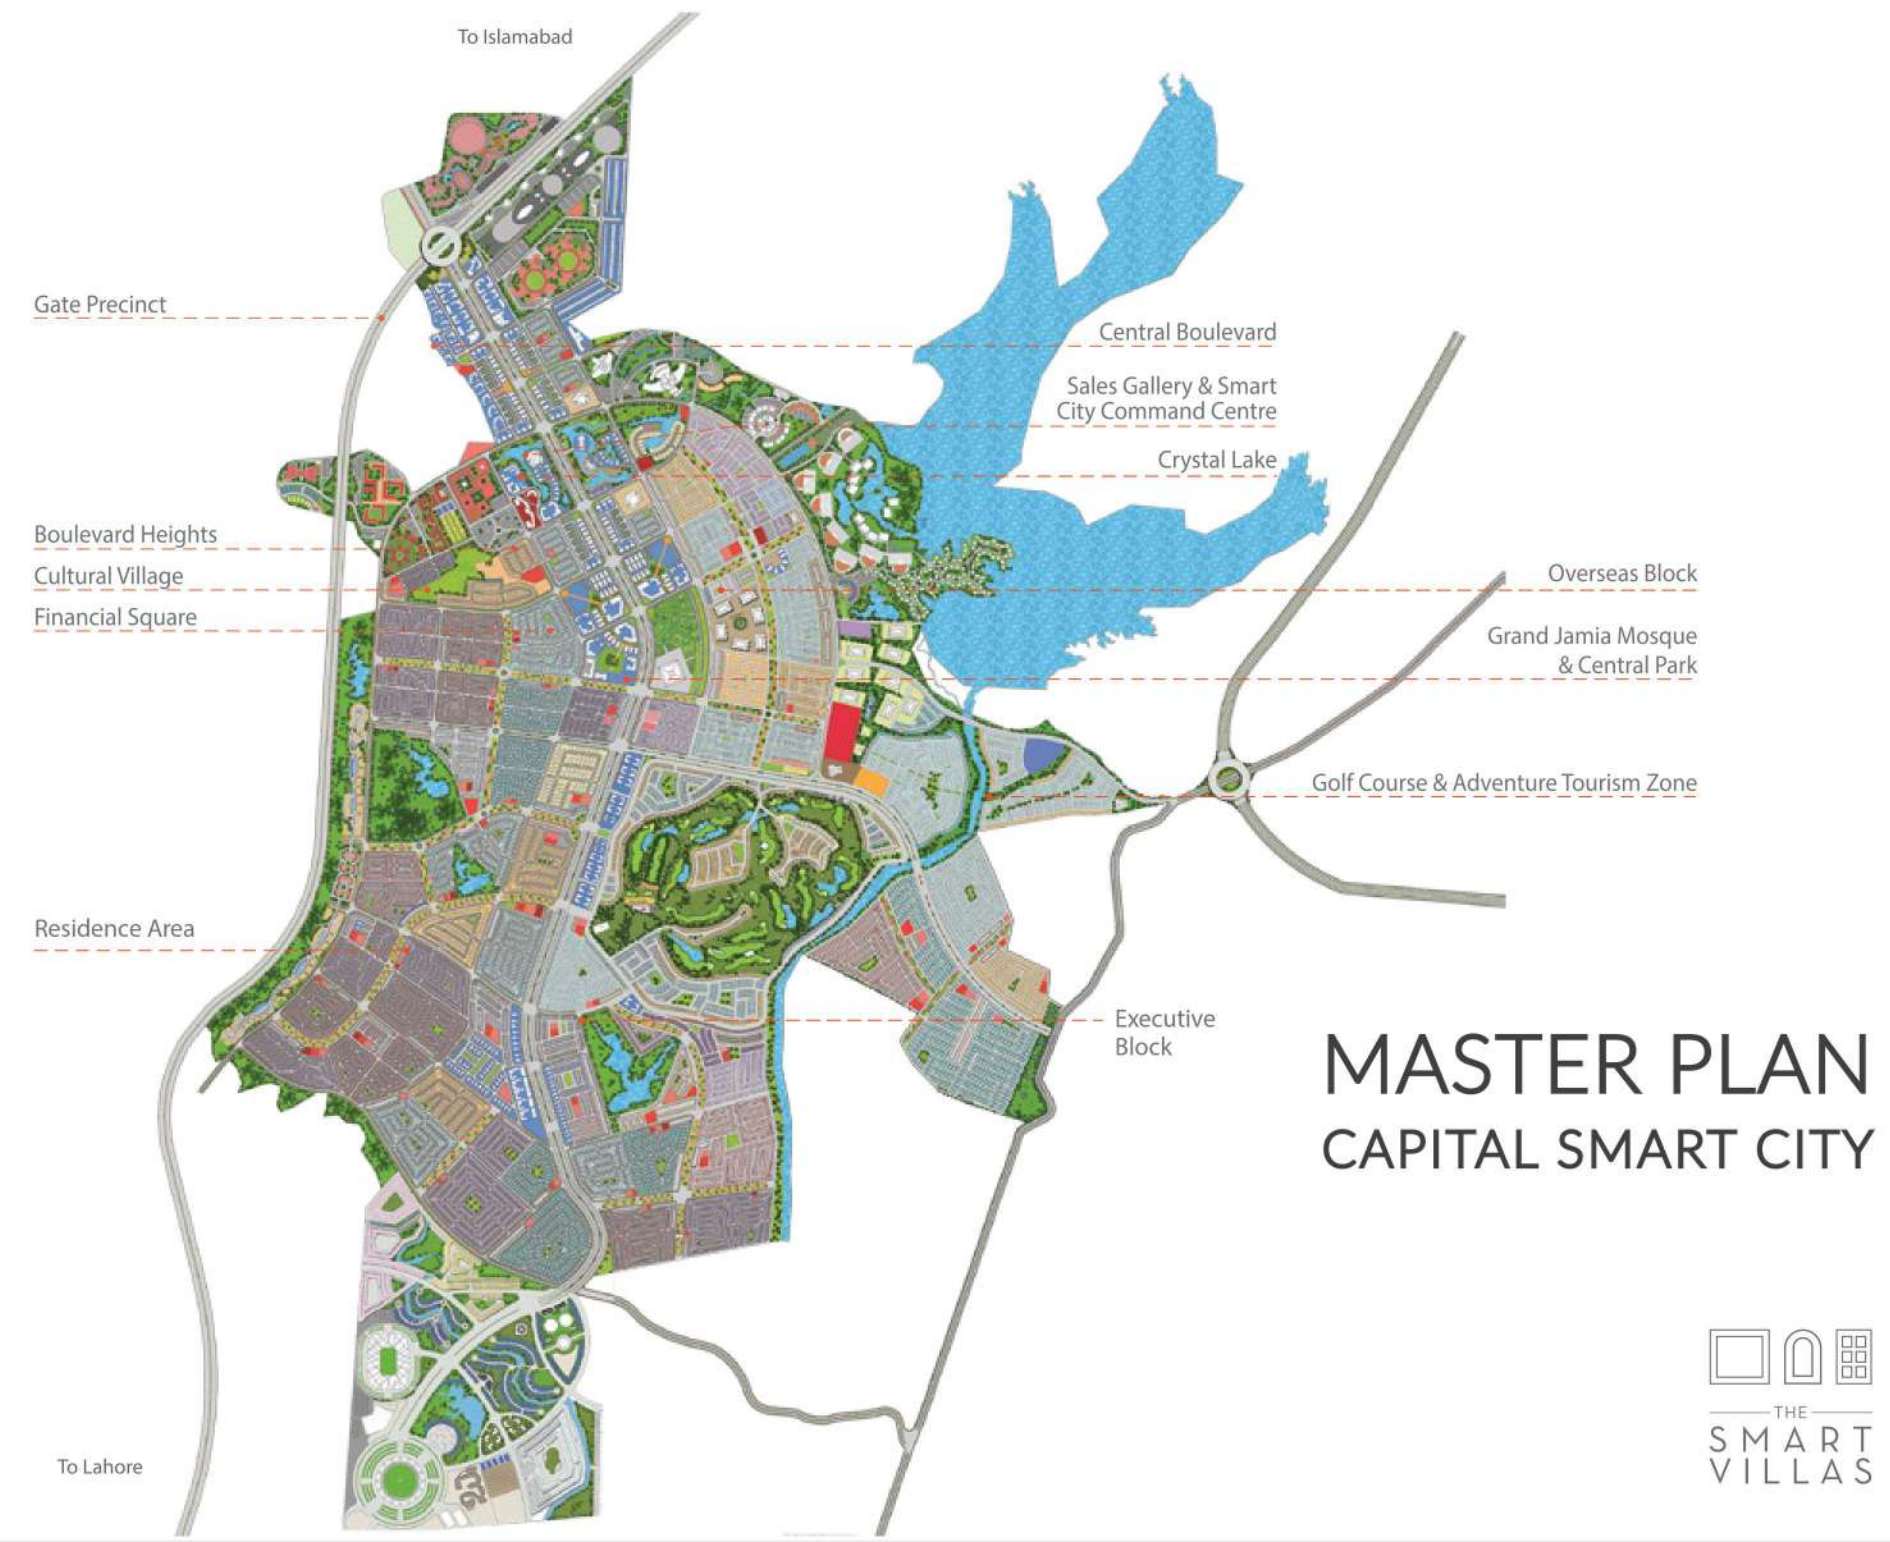 To Islamabad
Gate Precinct
Central Boulevard
Sales Gallery & Smart
City Command Centre
Crystal Lake
Boulevard Heights
Cultural Village
Financial Square
Overseas Block
Grand Jamia Mosque
& Central Park
Golf Course & Adventure Tourism Zone
Residence Area
Executive
Block
MASTER PLAN
CAPITAL SMART CITY
To Lahore
THE
SMART
VILLAS